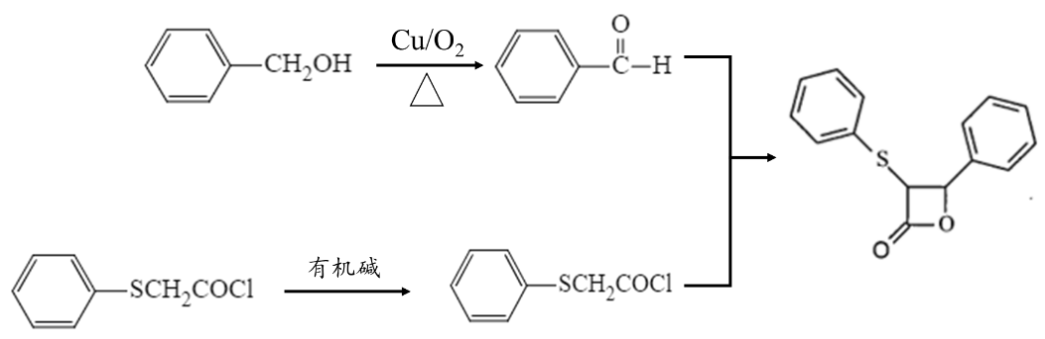 CH₂OH
Cu/O₂
△
O
C—H
S
O
O
SCH₂COCl
有机碱
SCH₂COCl